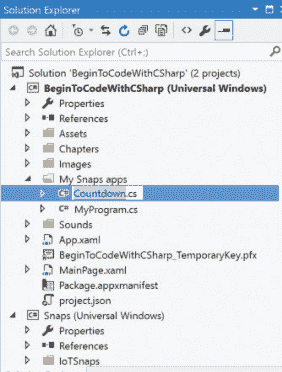 Solution Explorer
Search Solution Explorer (Ctrl+;)
Solution 'BeginToCodeWithCSharp' (2 projects)
C# BeginToCodeWithCSharp (Universal Windows)
Properties
References
Assets
Chapters
Images
My Snaps apps
C# Countdown.cs
C# MyProgram.cs
Sounds
App.xaml
BeginToCodeWithCSharp_TemporaryKey.pfx
MainPage.xaml
Package.appxmanifest
project.json
C# Snaps (Universal Windows)
Properties
References
IoTSnaps